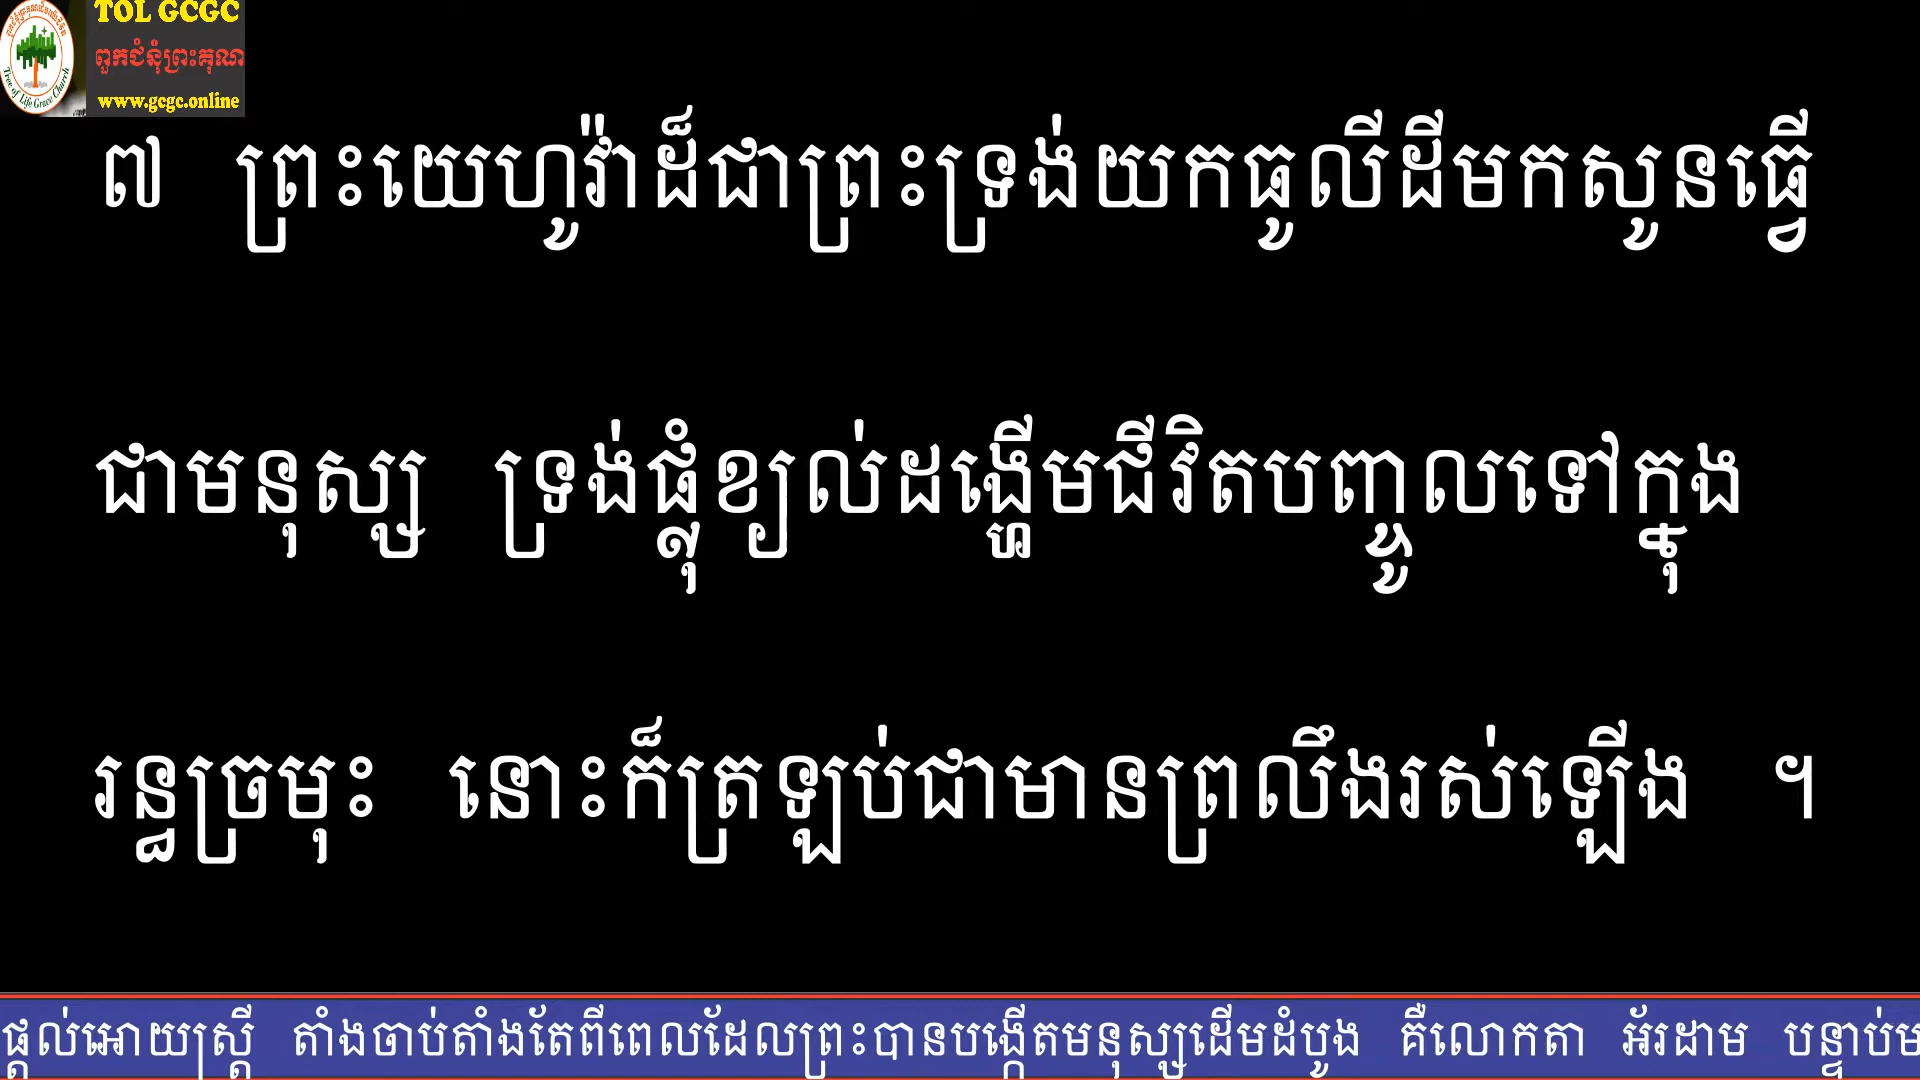 TOL GCGC
ពួកជំនុំព្រះគុណ
www.gcgc.online
Tree of Life Grace Church
៧ ព្រះយេហូវ៉ាដ៏ជាព្រះទ្រង់យកធូលីដីមកសូនធ្វើ
ជាមនុស្ស ទ្រង់ផ្លុំខ្យល់ដង្ហើមជីវិតបញ្ចូលទៅក្នុង
រន្ធច្រមុះ នោះក៏ត្រឡប់ជាមានព្រលឹងរស់ឡើង ។
ផ្តល់អោយស្ត្រី តាំងចាប់តាំងតែពីពេលដែលព្រះបានបង្កើតមនុស្សដើមដំបូង គឺលោកតា អ័រដាម បន្ទាប់ម